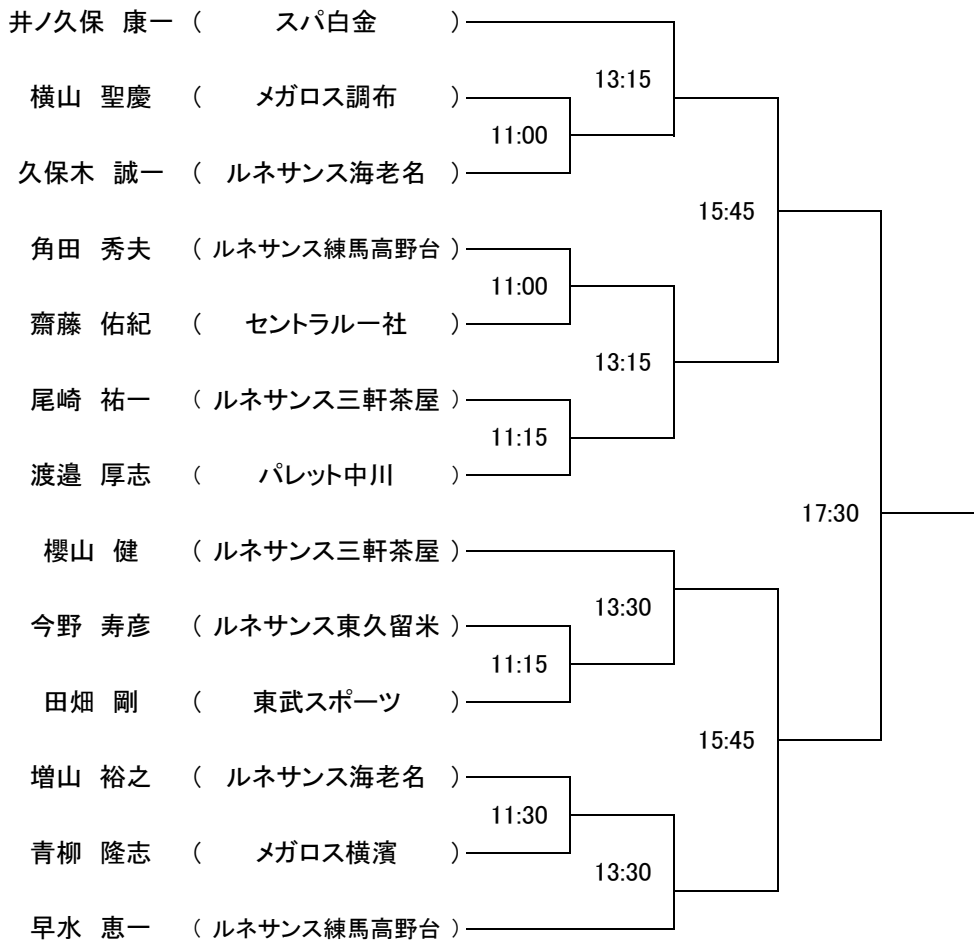 井ノ久保 康一 ( スパ白金 )
13:15
横山 聖慶 ( メガロス調布 )
11:00
久保木 誠一 ( ルネサンス海老名 )
15:45
角田 秀夫 ( ルネサンス練馬高野台 )
11:00
齋藤 佑紀 ( セントラル一社 )
13:15
尾崎 祐一 ( ルネサンス三軒茶屋 )
11:15
渡邉 厚志 ( パレット中川 )
17:30
櫻山 健 ( ルネサンス三軒茶屋 )
13:30
今野 寿彦 ( ルネサンス東久留米 )
11:15
田畑 剛 ( 東武スポーツ )
15:45
増山 裕之 ( ルネサンス海老名 )
11:30
青柳 隆志 ( メガロス横濱 )
13:30
早水 恵一 ( ルネサンス練馬高野台 )